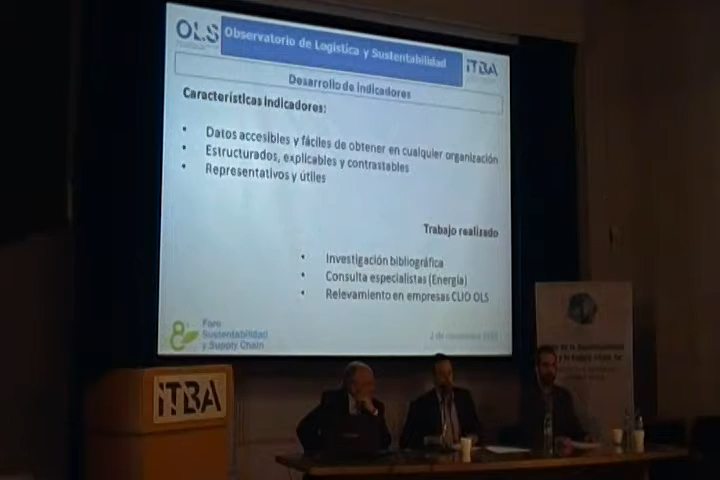 OLS
Observatorio de Logística y Sustentabilidad
ITBA
Desarrollo de indicadores
Características indicadores:
• Datos accesibles y fáciles de obtener en cualquier organización
• Estructurados, explicables y contrastables
• Representativos y útiles
Trabajo realizado
• Investigación bibliográfica
• Consulta especialistas (Energía)
• Relevamiento en empresas CLIO OLS
Foro
Sustentabilidad
y Supply Chain
2 de
ITBA